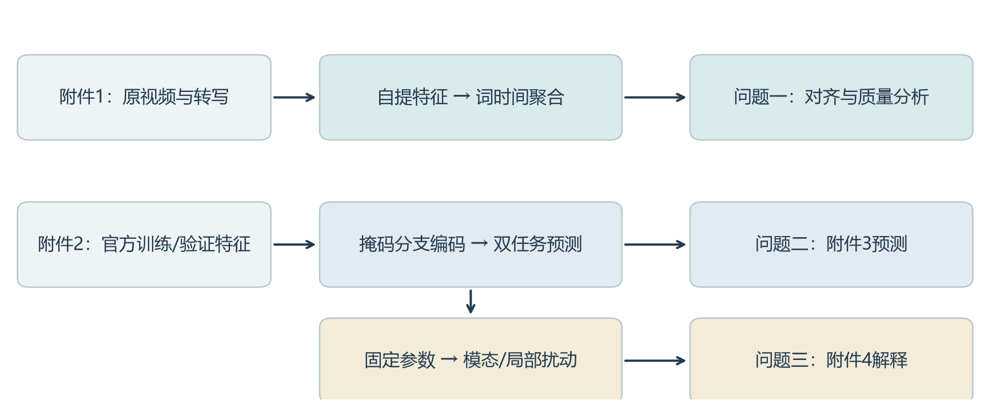 附件1：原视频与转写
自提特征 → 词时间聚合
问题一：对齐与质量分析
附件2：官方训练/验证特征
掩码分支编码 → 双任务预测
问题二：附件3预测
固定参数 → 模态/局部扰动
问题三：附件4解释